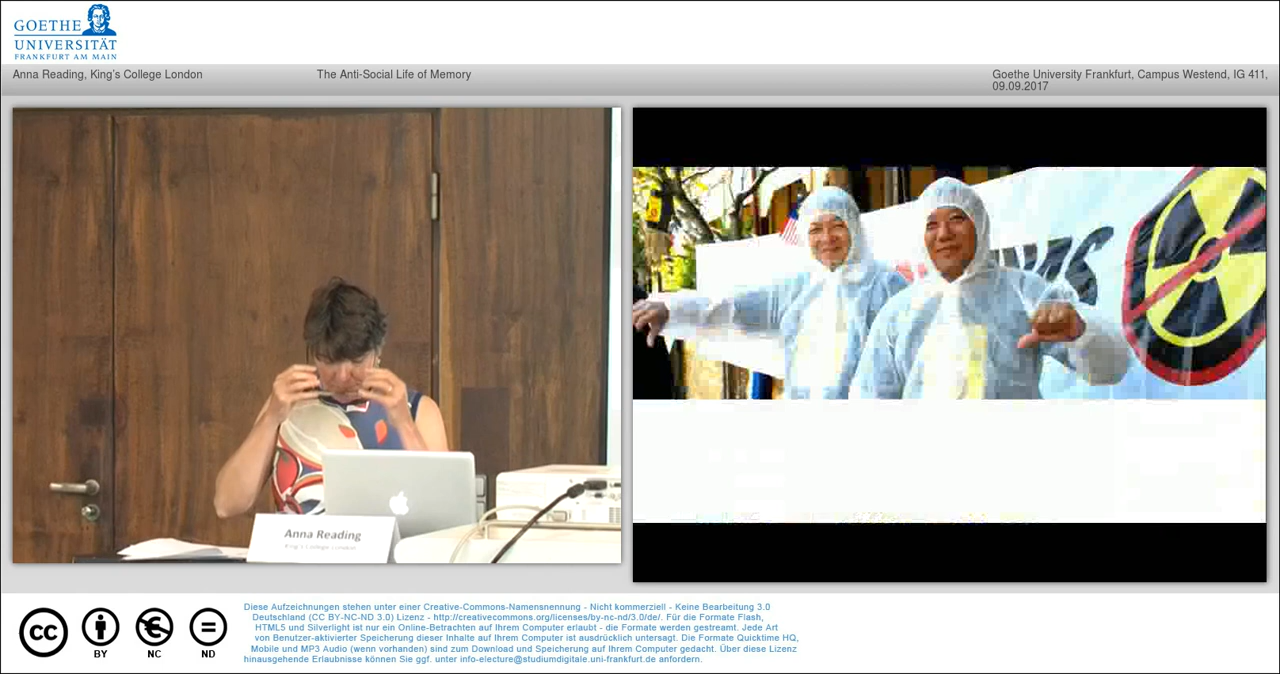 GOETHE
UNIVERSITÄT
FRANKFURT AM MAIN
Anna Reading, King's College London
The Anti-Social Life of Memory
Goethe University Frankfurt, Campus Westend, IG 411,
09.09.2017
Anna Reading
King's College London
cc
BY
NC
ND
Diese Aufzeichnungen stehen unter einer Creative-Commons-Namensnennung - Nicht kommerziell - Keine Bearbeitung 3.0
Deutschland (CC BY-NC-ND 3.0) Lizenz - http://creativecommons.org/licenses/by-nc-nd/3.0/de/. Für die Formate Flash,
HTML5 und Silverlight ist nur ein Online-Betrachten auf Ihrem Computer erlaubt - die Formate werden gestreamt. Jede Art
von Benutzer-aktivierter Speicherung dieser Inhalte auf Ihrem Computer ist ausdrücklich untersagt. Die Formate Quicktime HQ,
Mobile und MP3 Audio (wenn vorhanden) sind zum Download und Speicherung auf Ihrem Computer gedacht. Über diese Lizenz
hinausgehende Erlaubnisse können Sie ggf. unter info-electure@studiumdigitale.uni-frankfurt.de anfordern.